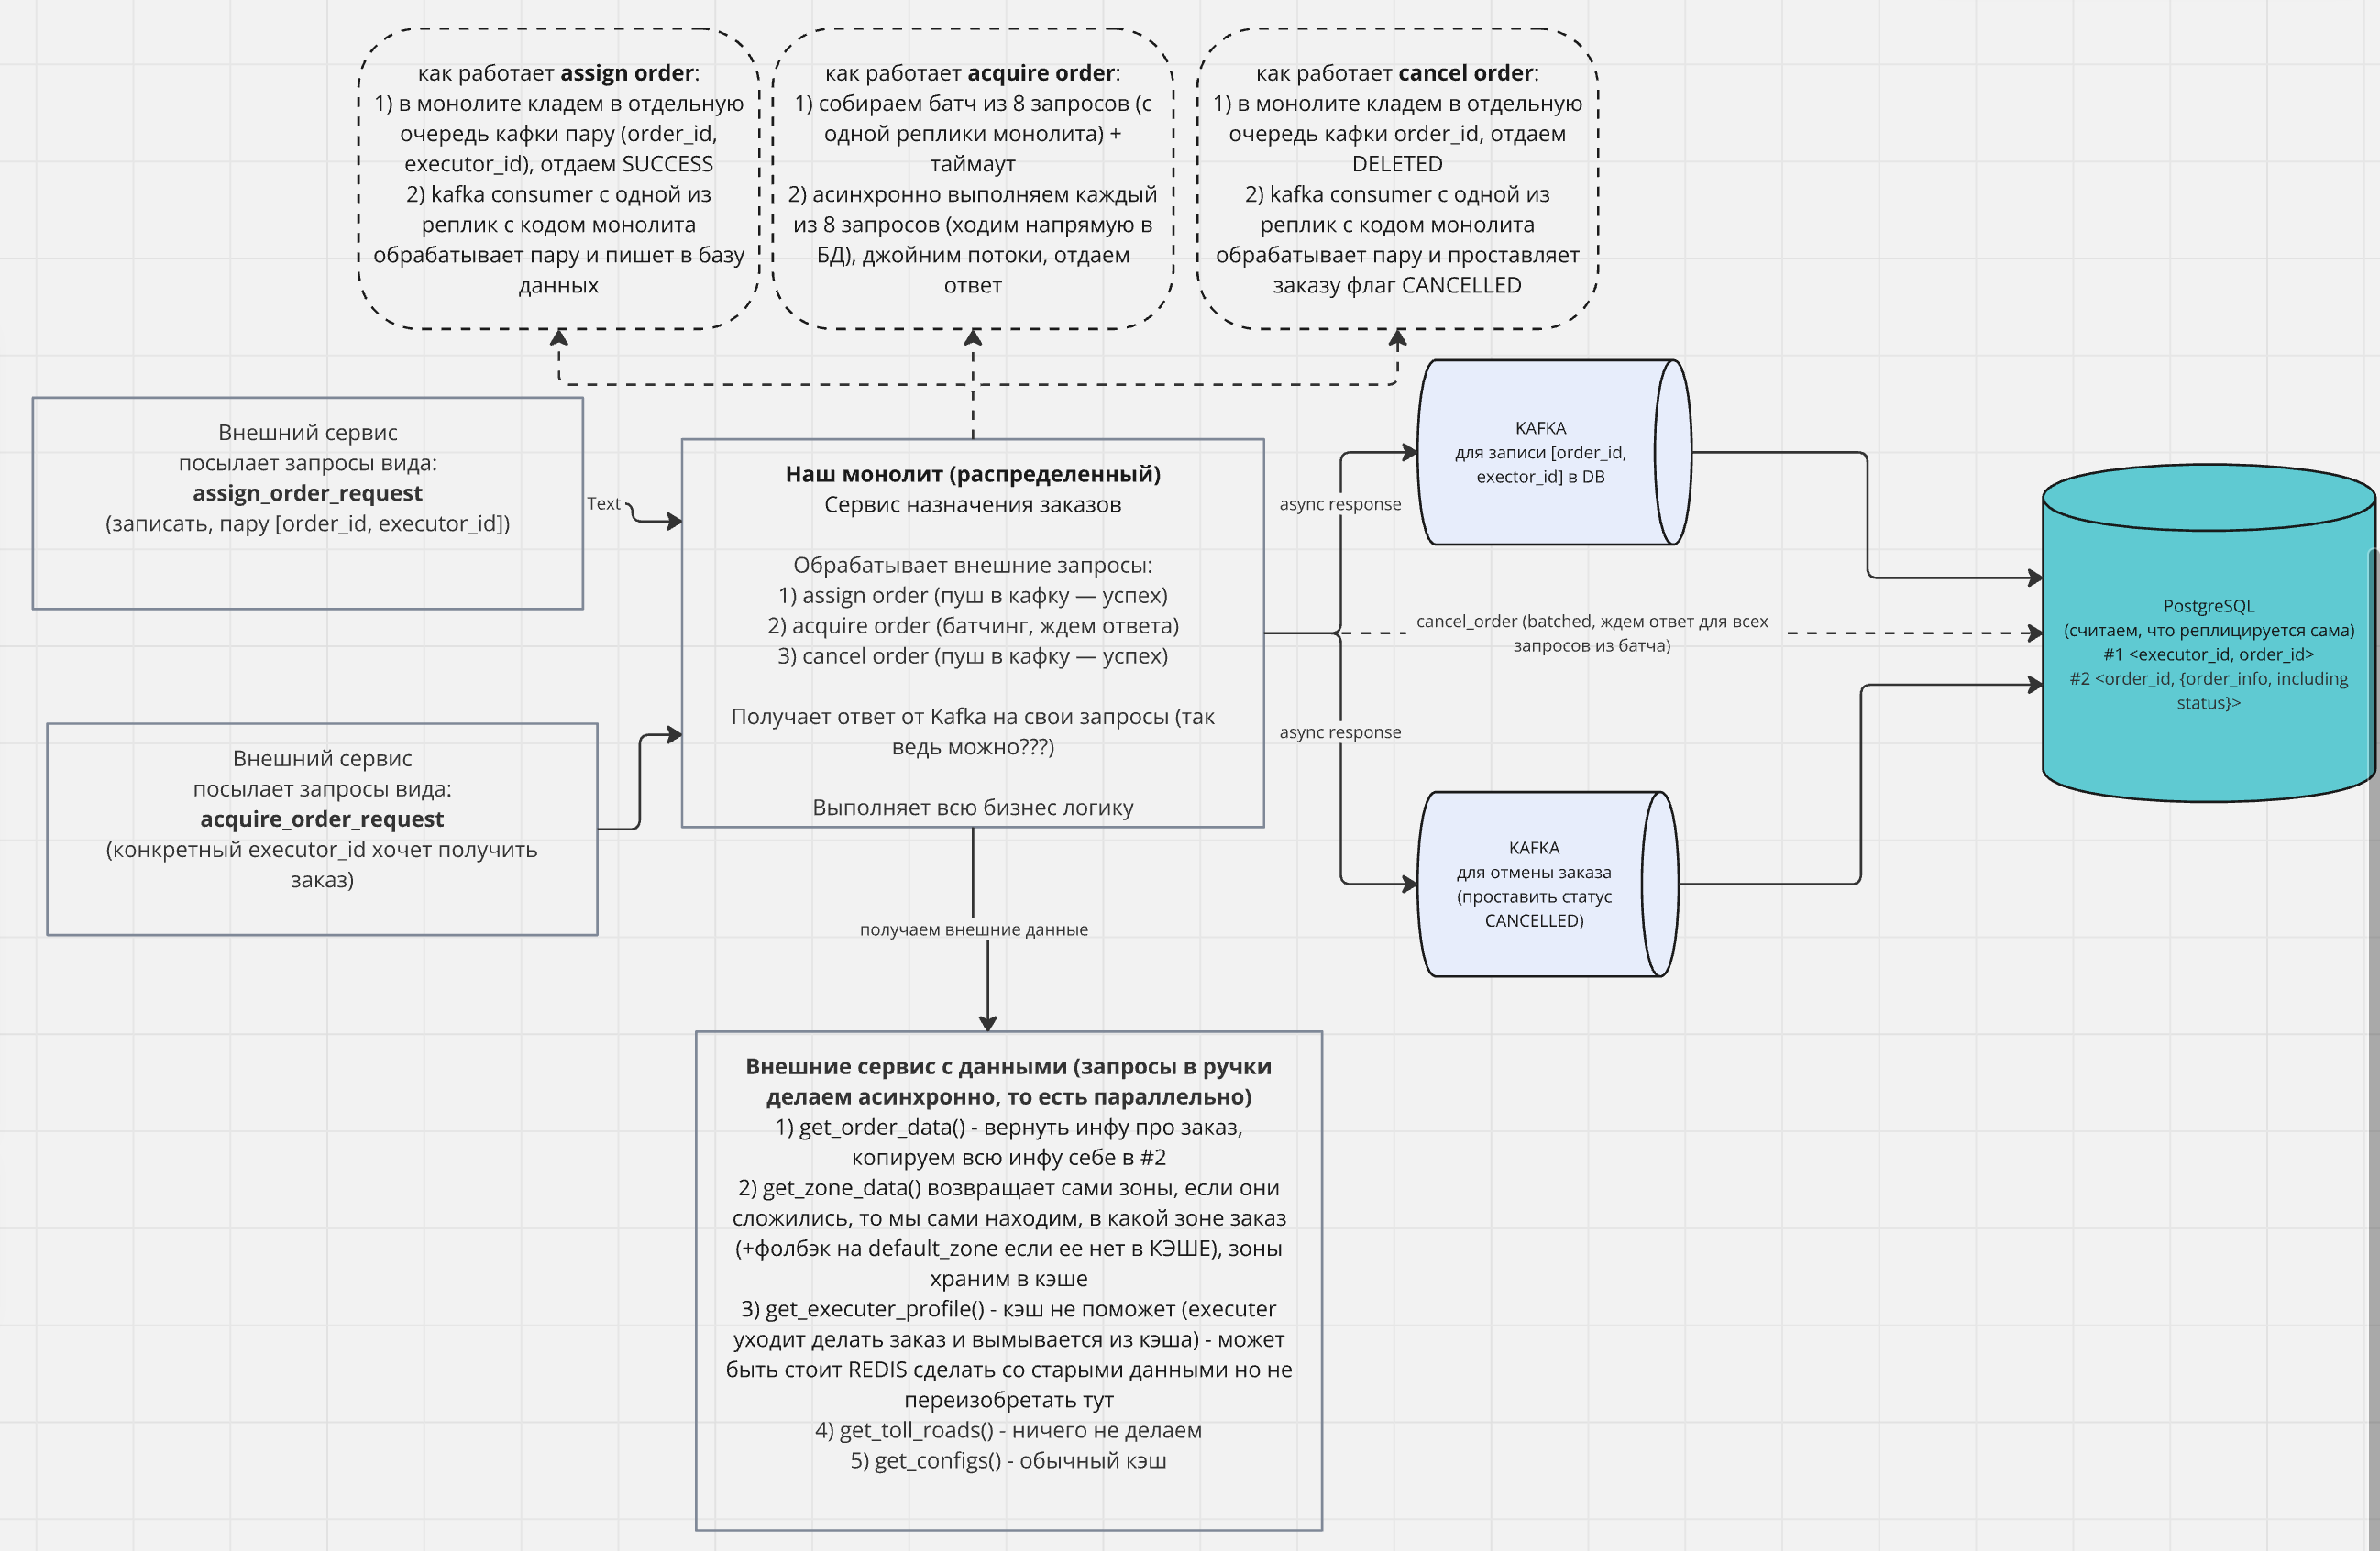 как работает assign order:
1) в монолите кладем в отдельную
очередь кафки пару (order_id,
executor_id), отдаем SUCCESS
2) kafka consumer с одной из
реплик с кодом монолита
обрабатывает пару и пишет в базу
данных
как работает acquire order:
1) собираем батч из 8 запросов (с
одной реплики монолита) +
таймаут
2) асинхронно выполняем каждый
из 8 запросов (ходим напрямую в
БД), джойним потоки, отдаем
ответ
как работает cancel order:
1) в монолите кладем в отдельную
очередь кафки order_id, отдаем
DELETED
2) kafka consumer с одной из
реплик с кодом монолита
обрабатывает пару и проставляет
заказу флаг CANCELLED
Внешний сервис
посылает запросы вида:
assign_order_request
(записать, пару [order_id, executor_id])
Text
Внешний сервис
посылает запросы вида:
acquire_order_request
(конкретный executor_id хочет получить
заказ)
Наш монолит (распределенный)
Сервис назначения заказов
Обрабатывает внешние запросы:
1) assign order (пуш в кафку — успех)
2) acquire order (батчинг, ждем ответа)
3) cancel order (пуш в кафку — успех)
Получает ответ от Kafka на свои запросы (так
ведь можно???)
Выполняет всю бизнес логику
async response
KAFKA
для записи [order_id,
exector_id] в DB
cancel_order (batched, ждем ответ для всех
запросов из батча)
async response
KAFKA
для отмены заказа
(проставить статус
CANCELLED)
PostgreSQL
(считаем, что реплицируется сама)
#1 <executor_id, order_id>
#2 <order_id, {order_info, including
status}>
получаем внешние данные
Внешние сервис с данными (запросы в ручки
делаем асинхронно, то есть параллельно)
1) get_order_data() - вернуть инфу про заказ,
копируем всю инфу себе в #2
2) get_zone_data() возвращает сами зоны, если они
сложились, то мы сами находим, в какой зоне заказ
(+фолбэк на default_zone если ее нет в КЭШЕ), зоны
храним в кэше
3) get_executer_profile() - кэш не поможет (executer
уходит делать заказ и вымывается из кэша) - может
быть стоит REDIS сделать со старыми данными но не
переизобретать тут
4) get_toll_roads() - ничего не делаем
5) get_configs() - обычный кэш